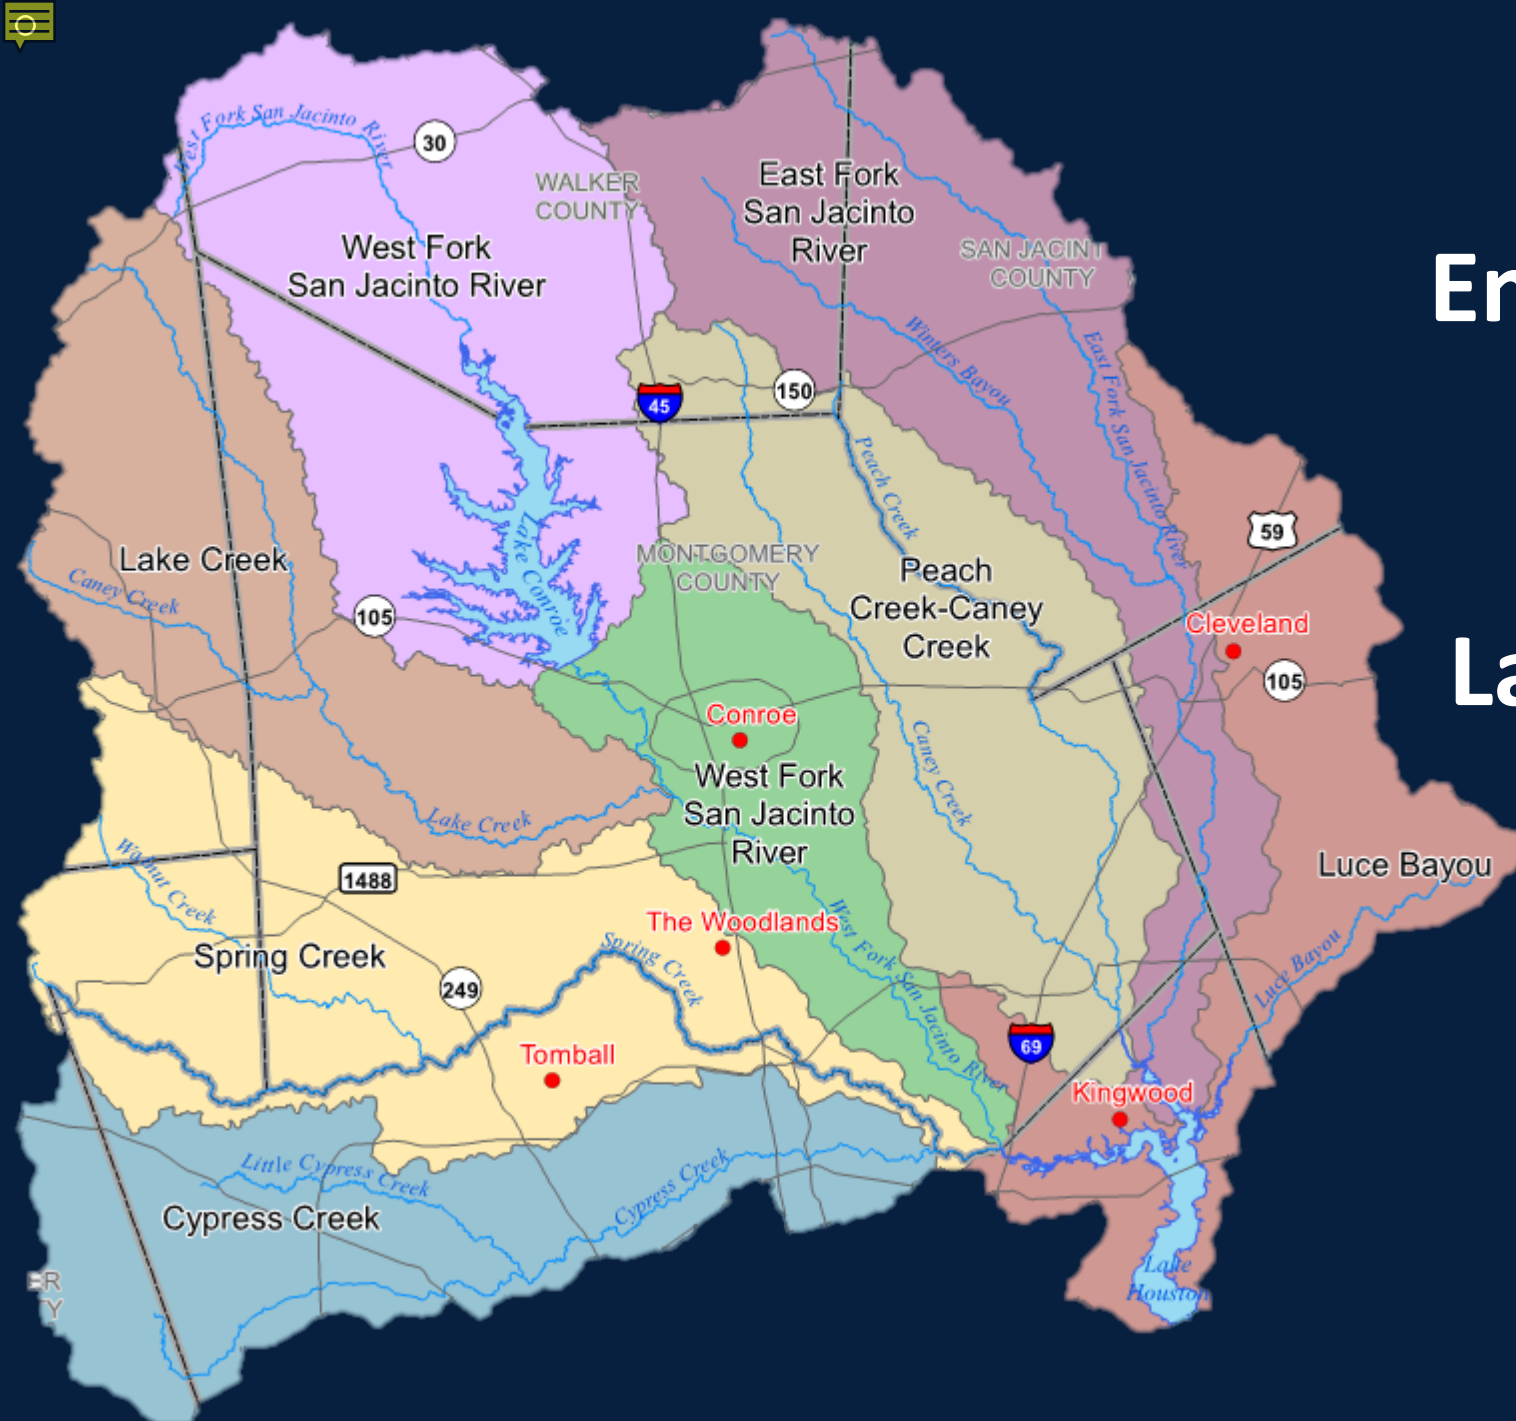 West Fork San Jacinto River
30
WALKER
COUNTY
East Fork
San Jacinto
River
SAN JACINT
COUNTY
West Fork
San Jacinto River
En
Winters Bayou
East Fork San Jacinto River
150
45
Peach Creek
59
Lake Creek
Caney Creek
105
Lake Conroe
MONTGOMERY
COUNTY
Peach
Creek-Caney
Creek
Cleveland
105
La
Conroe
West Fork
San Jacinto
River
Caney Creek
Lake Creek
Luce Bayou
1488
Walnut Creek
The Woodlands
West Fork San Jacinto River
Spring Creek
Spring Creek
249
Luce Bayou
69
Tomball
Kingwood
Little Cypress Creek
Cypress Creek
Cypress Creek
Lake
Houston
ER
Y